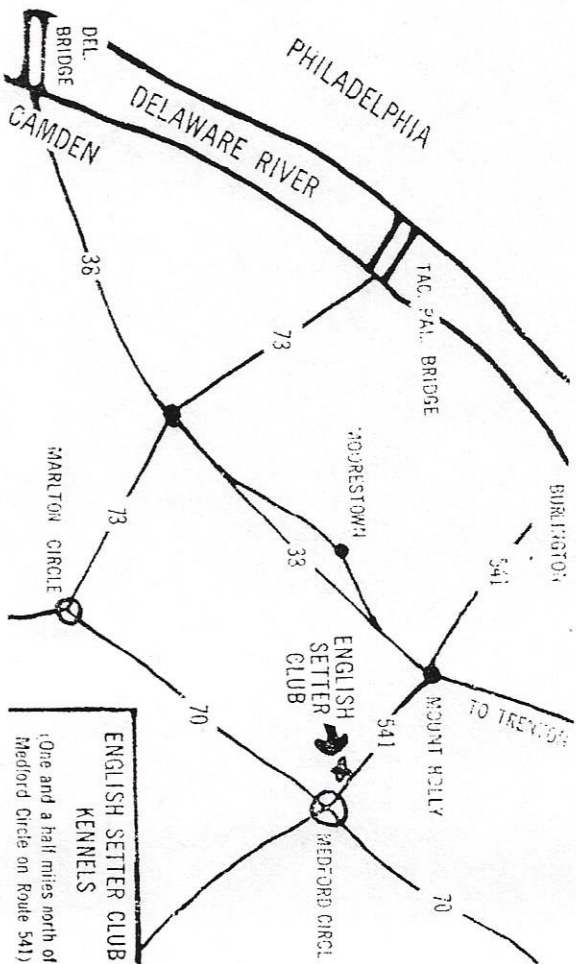 PHILADELPHIA
DEL.
BRIDGE
DELAWARE RIVER
CAMDEN
TAC. PAL. BRIDGE
BURLINGTON
38
73
541
MOORESTOWN
33
MOUNT HOLLY
TO TRENTON
73
MARLTON CIRCLE
ENGLISH
SETTER
CLUB
541
70
MEDFORD CIRCL
70
ENGLISH SETTER CLUB
KENNELS
(One and a half miles north of
Medford Circle on Route 541)